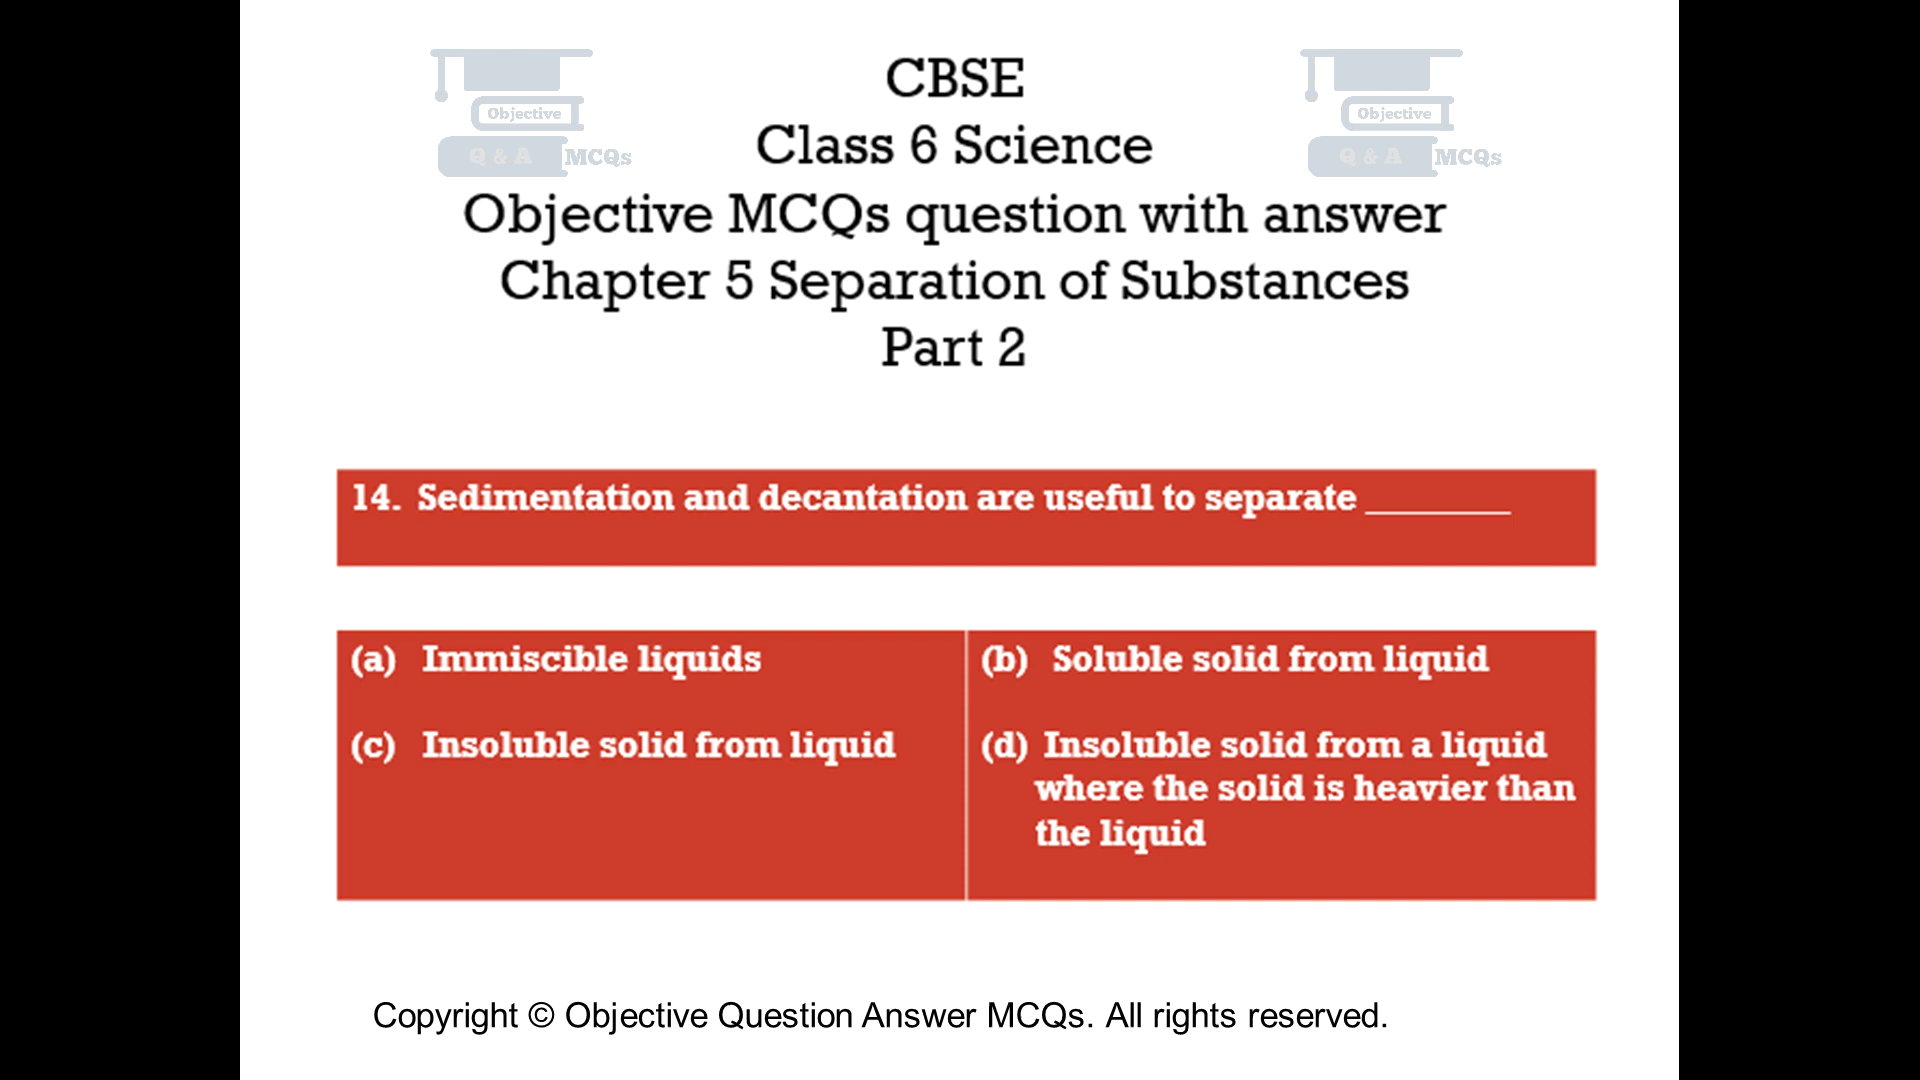 CBSE
Class 6 Science
Objective MCQs question with answer
Chapter 5 Separation of Substances
Part 2
Objective
Q & A MCQs
Objective
Q & A MCQs
14. Sedimentation and decantation are useful to separate ________
(a) Immiscible liquids
(b) Soluble solid from liquid
(c) Insoluble solid from liquid
(d) Insoluble solid from a liquid
where the solid is heavier than
the liquid
Copyright © Objective Question Answer MCQs. All rights reserved.